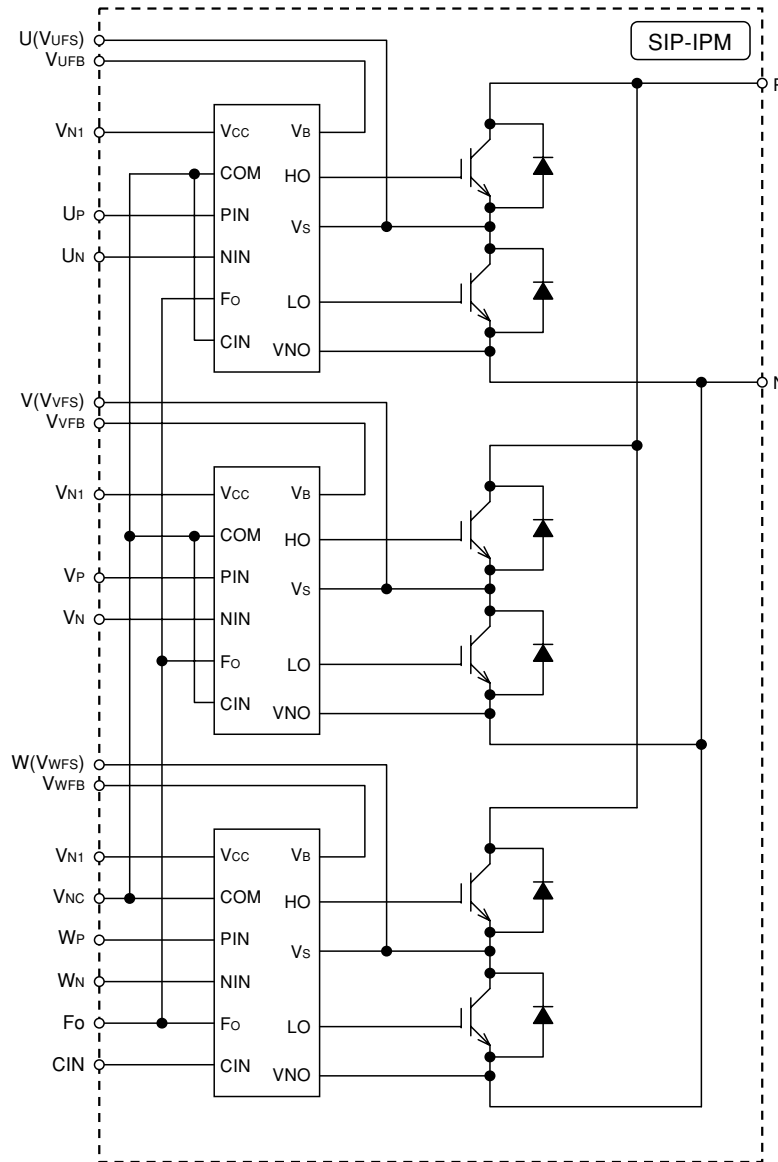 SIP-IPM
U(VUFS)
VUFB
P
VN1
VCC
VB
COM
HO
UP
PIN
VS
UN
NIN
FO
LO
CIN
VNO
N
V(VVFS)
VVFB
VN1
VCC
VB
COM
HO
VP
PIN
VS
VN
NIN
FO
LO
CIN
VNO
W(VWFS)
VWFB
VN1
VCC
VB
VNC
COM
HO
WP
PIN
VS
WN
NIN
Fo
FO
LO
CIN
CIN
VNO